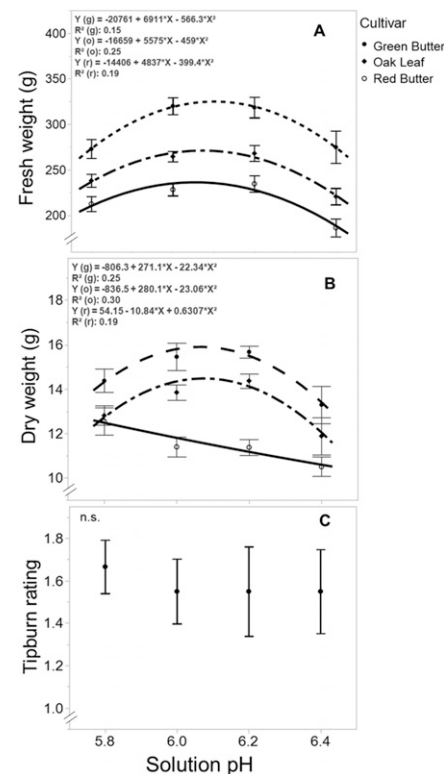 A
Y (g) = -20761 + 6911*X - 566.3*X²
R² (g): 0.15
Y (o) = -16659 + 5575*X - 459*X²
R² (o): 0.25
Y (r) = -14406 + 4837*X - 399.4*X²
R² (r): 0.19
Cultivar
Green Butter
Oak Leaf
Red Butter
Fresh weight (g)
400
350
300
250
200
B
Y (g) = -806.3 + 271.1*X - 22.34*X²
R² (g): 0.25
Y (o) = -836.5 + 280.1*X - 23.06*X²
R² (o): 0.30
Y (r) = 54.15 - 10.84*X + 0.6307*X²
R² (r): 0.19
Dry weight (g)
18
16
14
12
10
n.s.
C
Tipburn rating
1.8
1.6
1.4
1.2
1.0
5.8 6.0 6.2 6.4
Solution pH